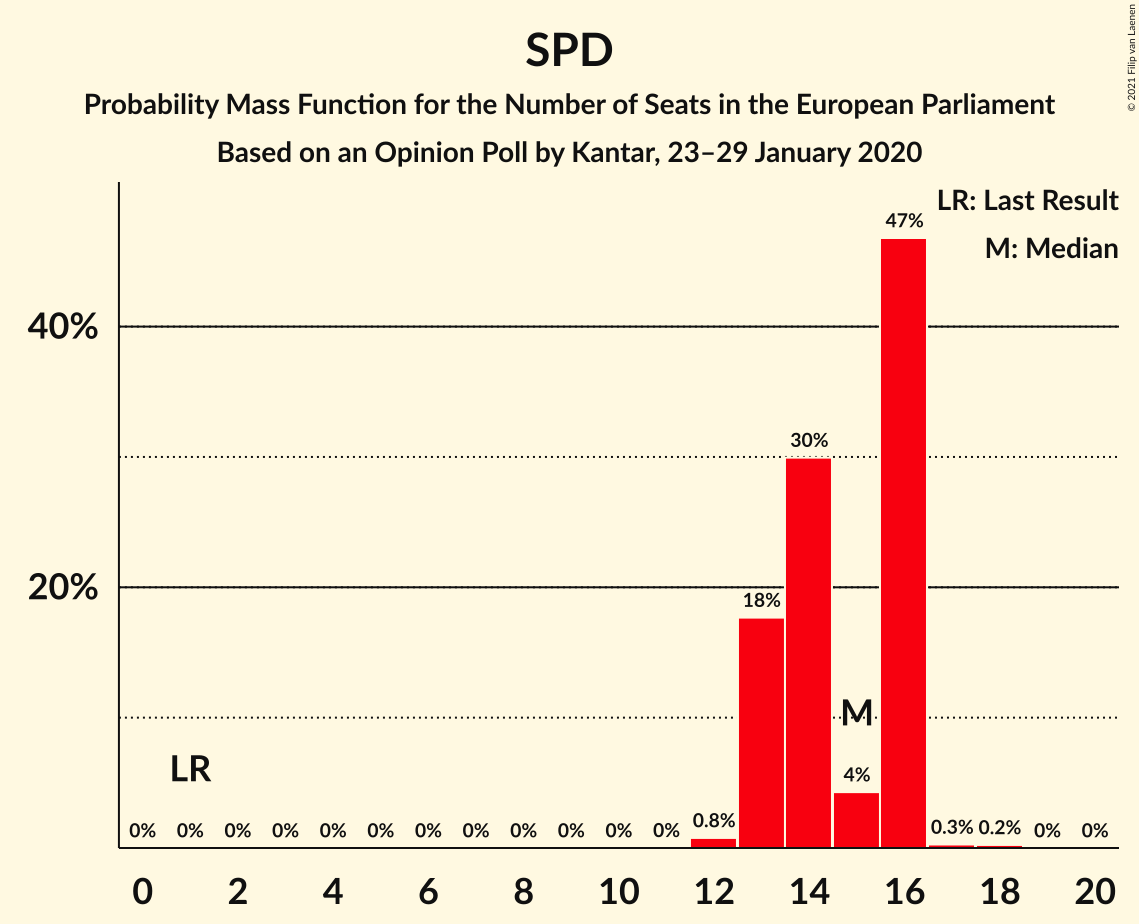 SPD
Probability Mass Function for the Number of Seats in the European Parliament
Based on an Opinion Poll by Kantar, 23–29 January 2020
© 2021 Filip van Laenen
LR: Last Result
M: Median
47%
40%
30%
20%
18%
M
4%
LR
0% 0% 0% 0% 0% 0% 0% 0% 0% 0% 0% 0% 0.8% 0.3% 0.2% 0% 0%
0 2 4 6 8 10 12 14 16 18 20